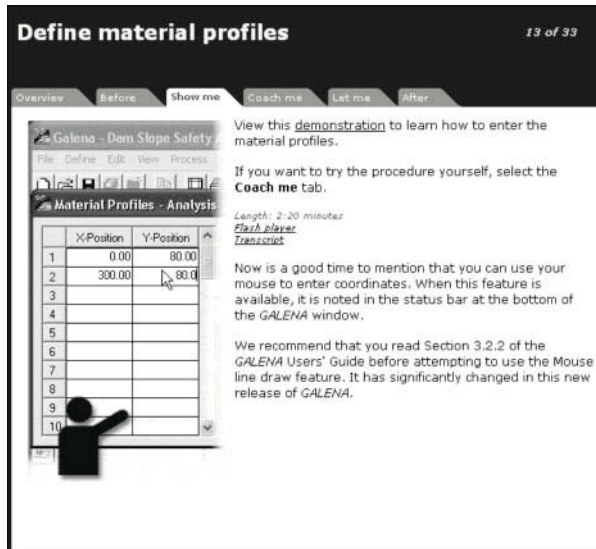 Define material profiles
13 of 33
Overview
Before
Show me
Coach me
Let me
After
Galena - Dam Slope Safety
File Define Edit View Process
Material Profiles - Analysis
X-Position Y-Position
1 0.00 80.00
2 300.00 80.0
3
4
5
6
7
8
9
10
View this demonstration to learn how to enter the
material profiles.
If you want to try the procedure yourself, select the
Coach me tab.
Length: 2:20 minutes
Flash player
Transcript
Now is a good time to mention that you can use your
mouse to enter coordinates. When this feature is
available, it is noted in the status bar at the bottom of
the GALENA window.
We recommend that you read Section 3.2.2 of the
GALENA Users' Guide before attempting to use the Mouse
line draw feature. It has significantly changed in this new
release of GALENA.